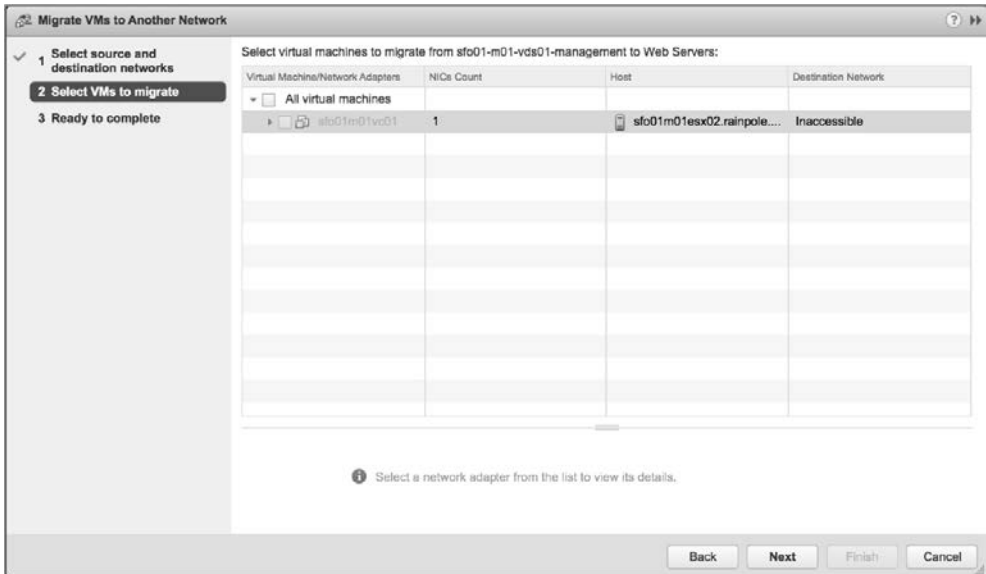 Migrate VMs to Another Network
?
1 Select source and
destination networks
2 Select VMs to migrate
3 Ready to complete
Select virtual machines to migrate from sfo01-m01-vds01-management to Web Servers:
Virtual Machine/Network Adapters NICs Count Host Destination Network
All virtual machines
sfo01m01vc01 1 sfo01m01esx02.rainpole.... Inaccessible
Select a network adapter from the list to view its details.
Back Next Finish Cancel